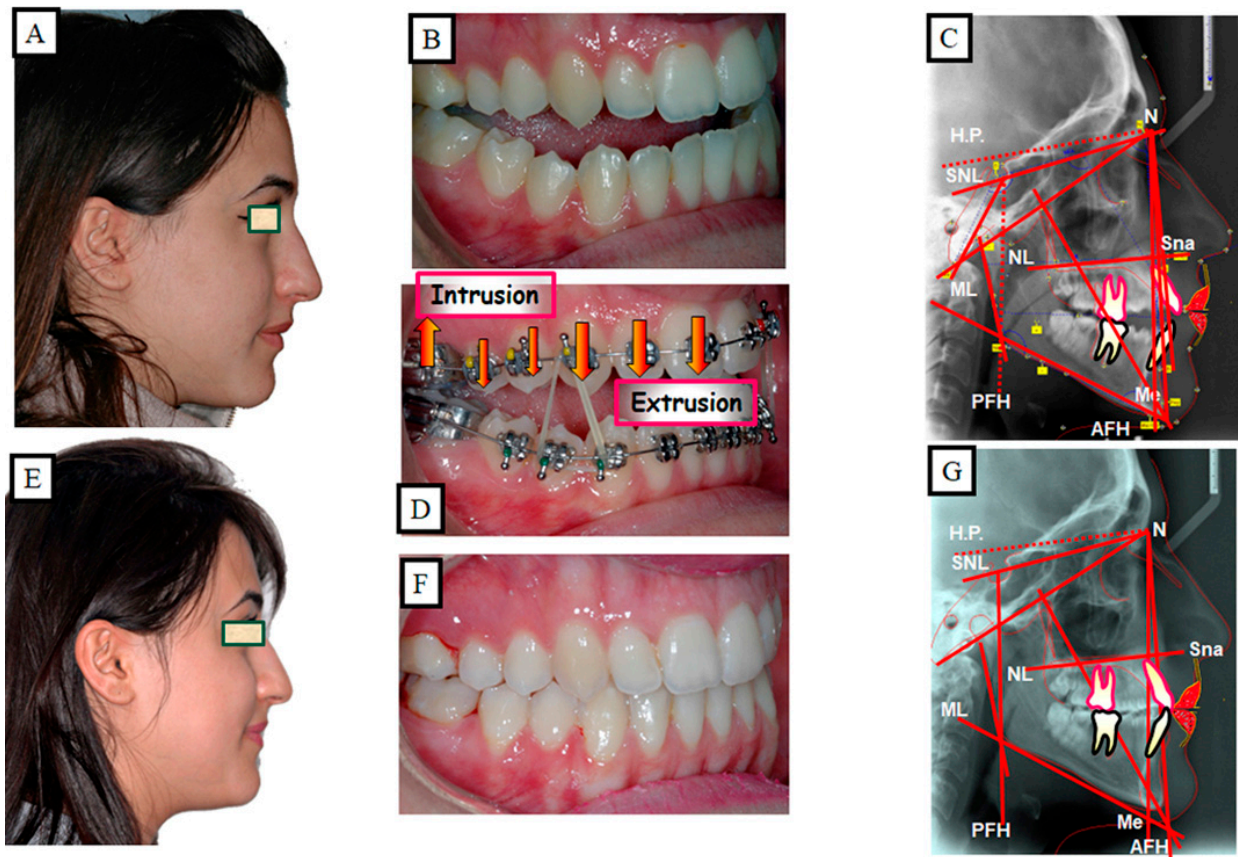 A
B
C
N
H.P.
SNL
Sna
NL
ML
Me
PFH
AFH
Intrusion
Extrusion
D
E
F
G
N
H.P.
SNL
Sna
NL
ML
Me
PFH
AFH